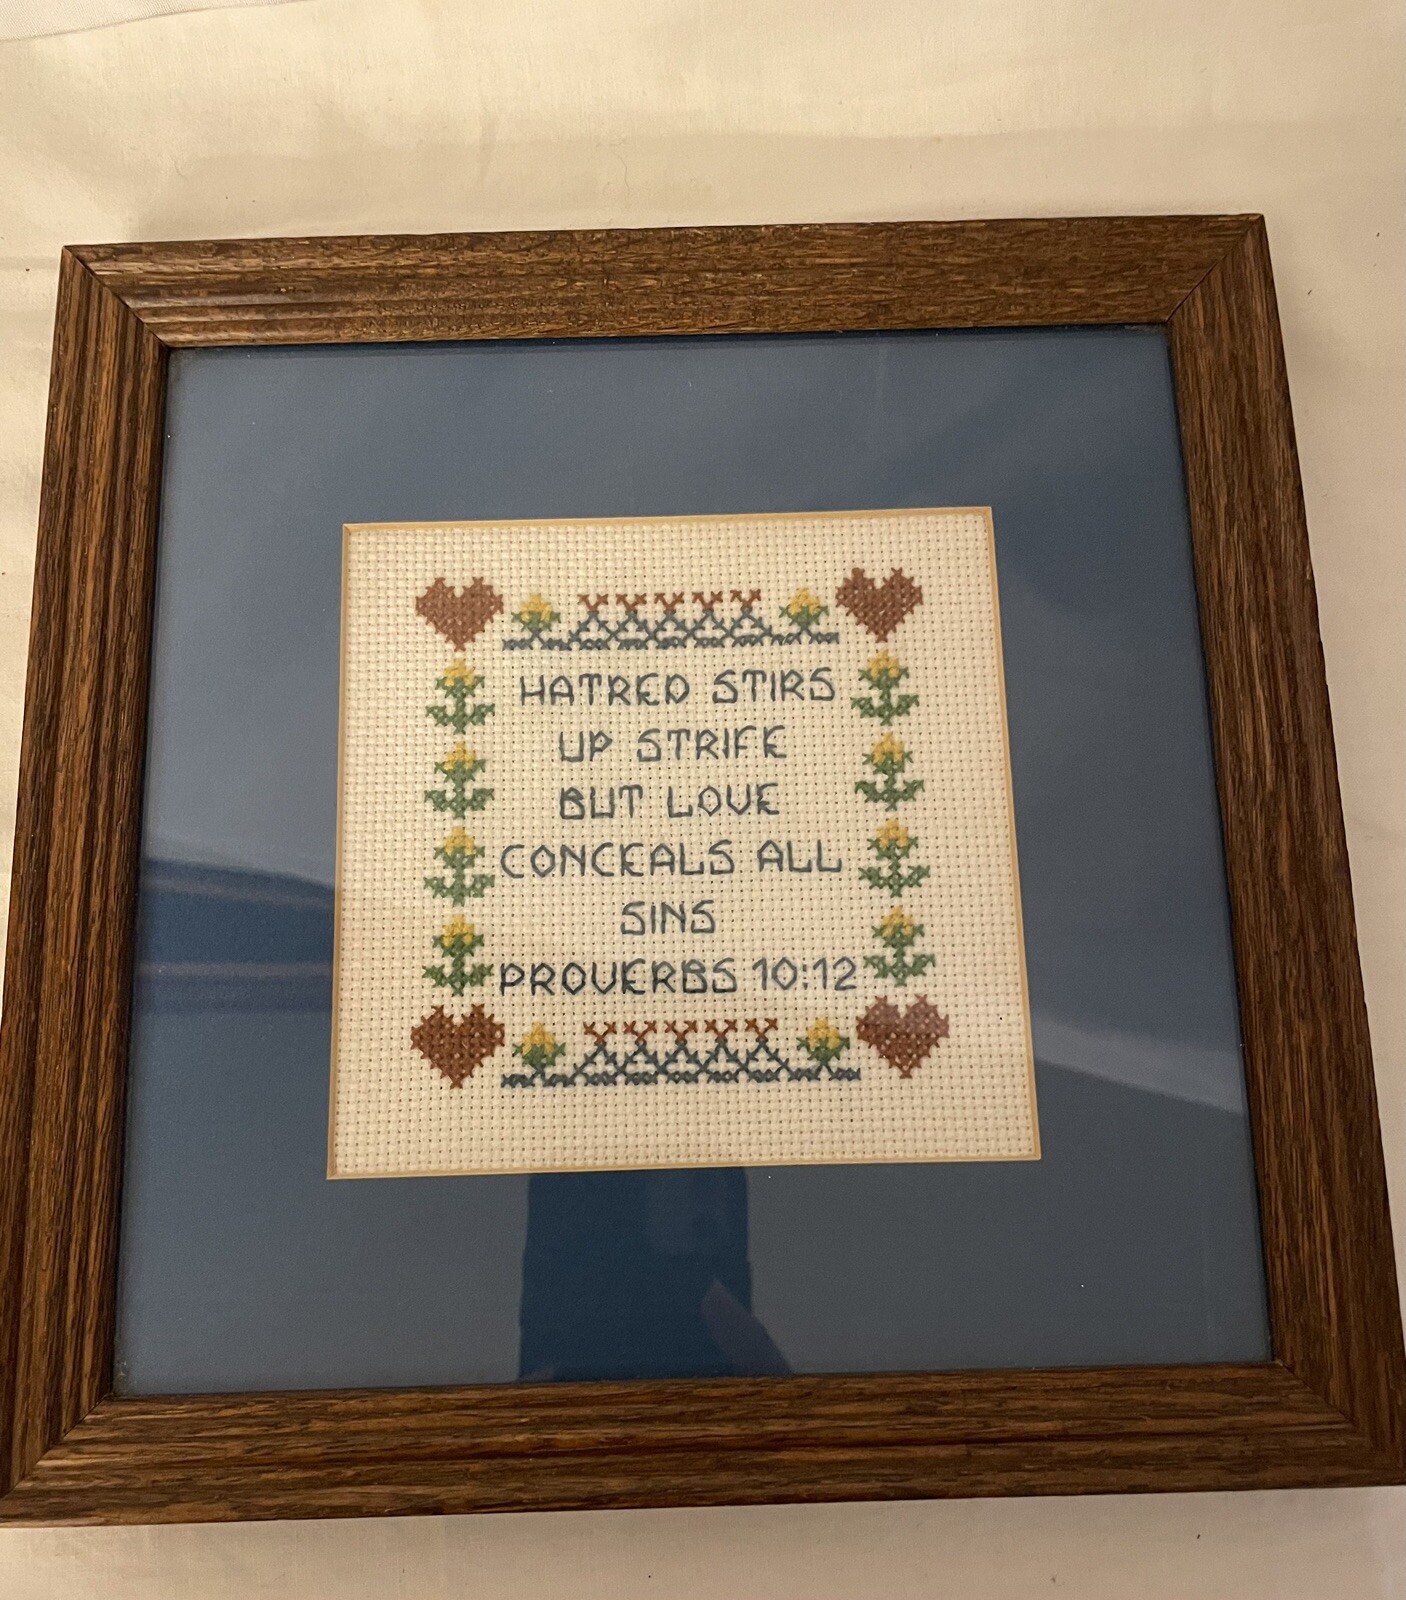 HATRED STIRS
UP STRIFE
BUT LOVE
CONCEALS ALL
SINS
PROVERBS 10:12